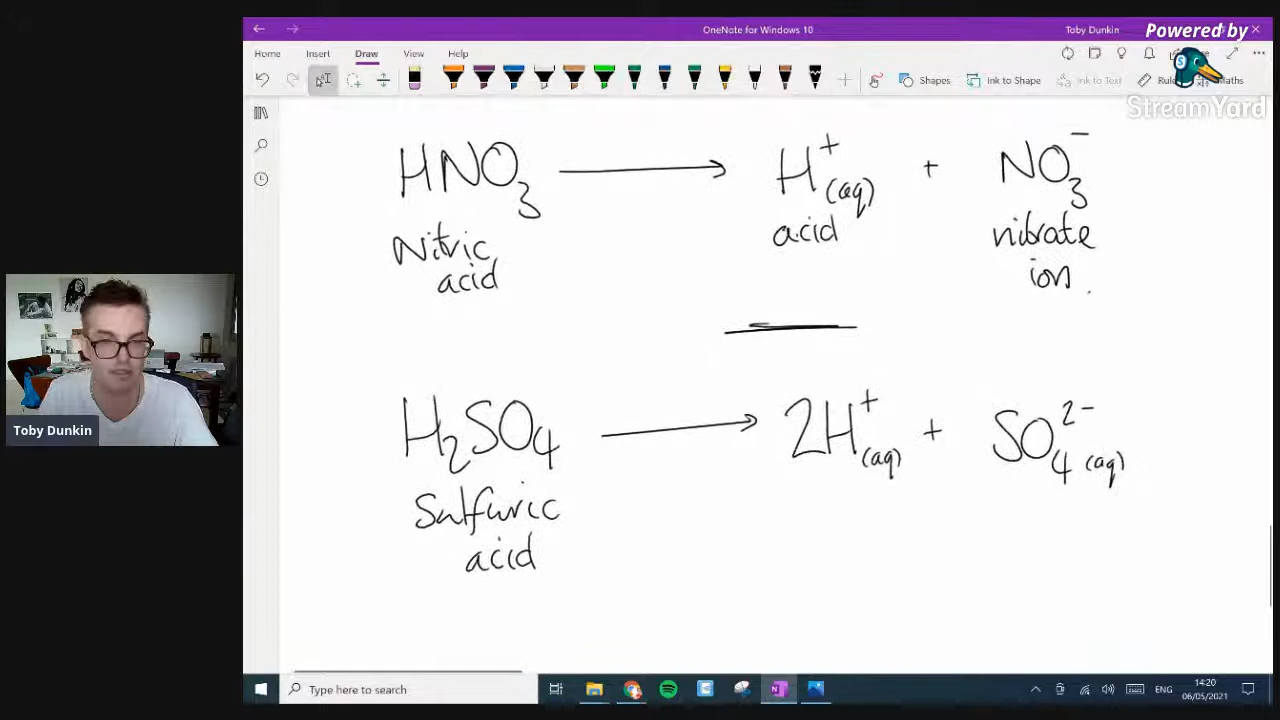 OneNote for Windows 10
Toby Dunkin
Powered by
StreamYard
Home Insert Draw View Help
Shapes Ink to Shape Ink to Text Maths
HNO₃ → H⁺(aq) + NO₃⁻
Nitric acid nitrate
acid ion
H₂SO₄ → 2H⁺(aq) + SO₄²⁻(aq)
Sulfuric
acid
Toby Dunkin
Type here to search
ENG
14:20
06/05/2021